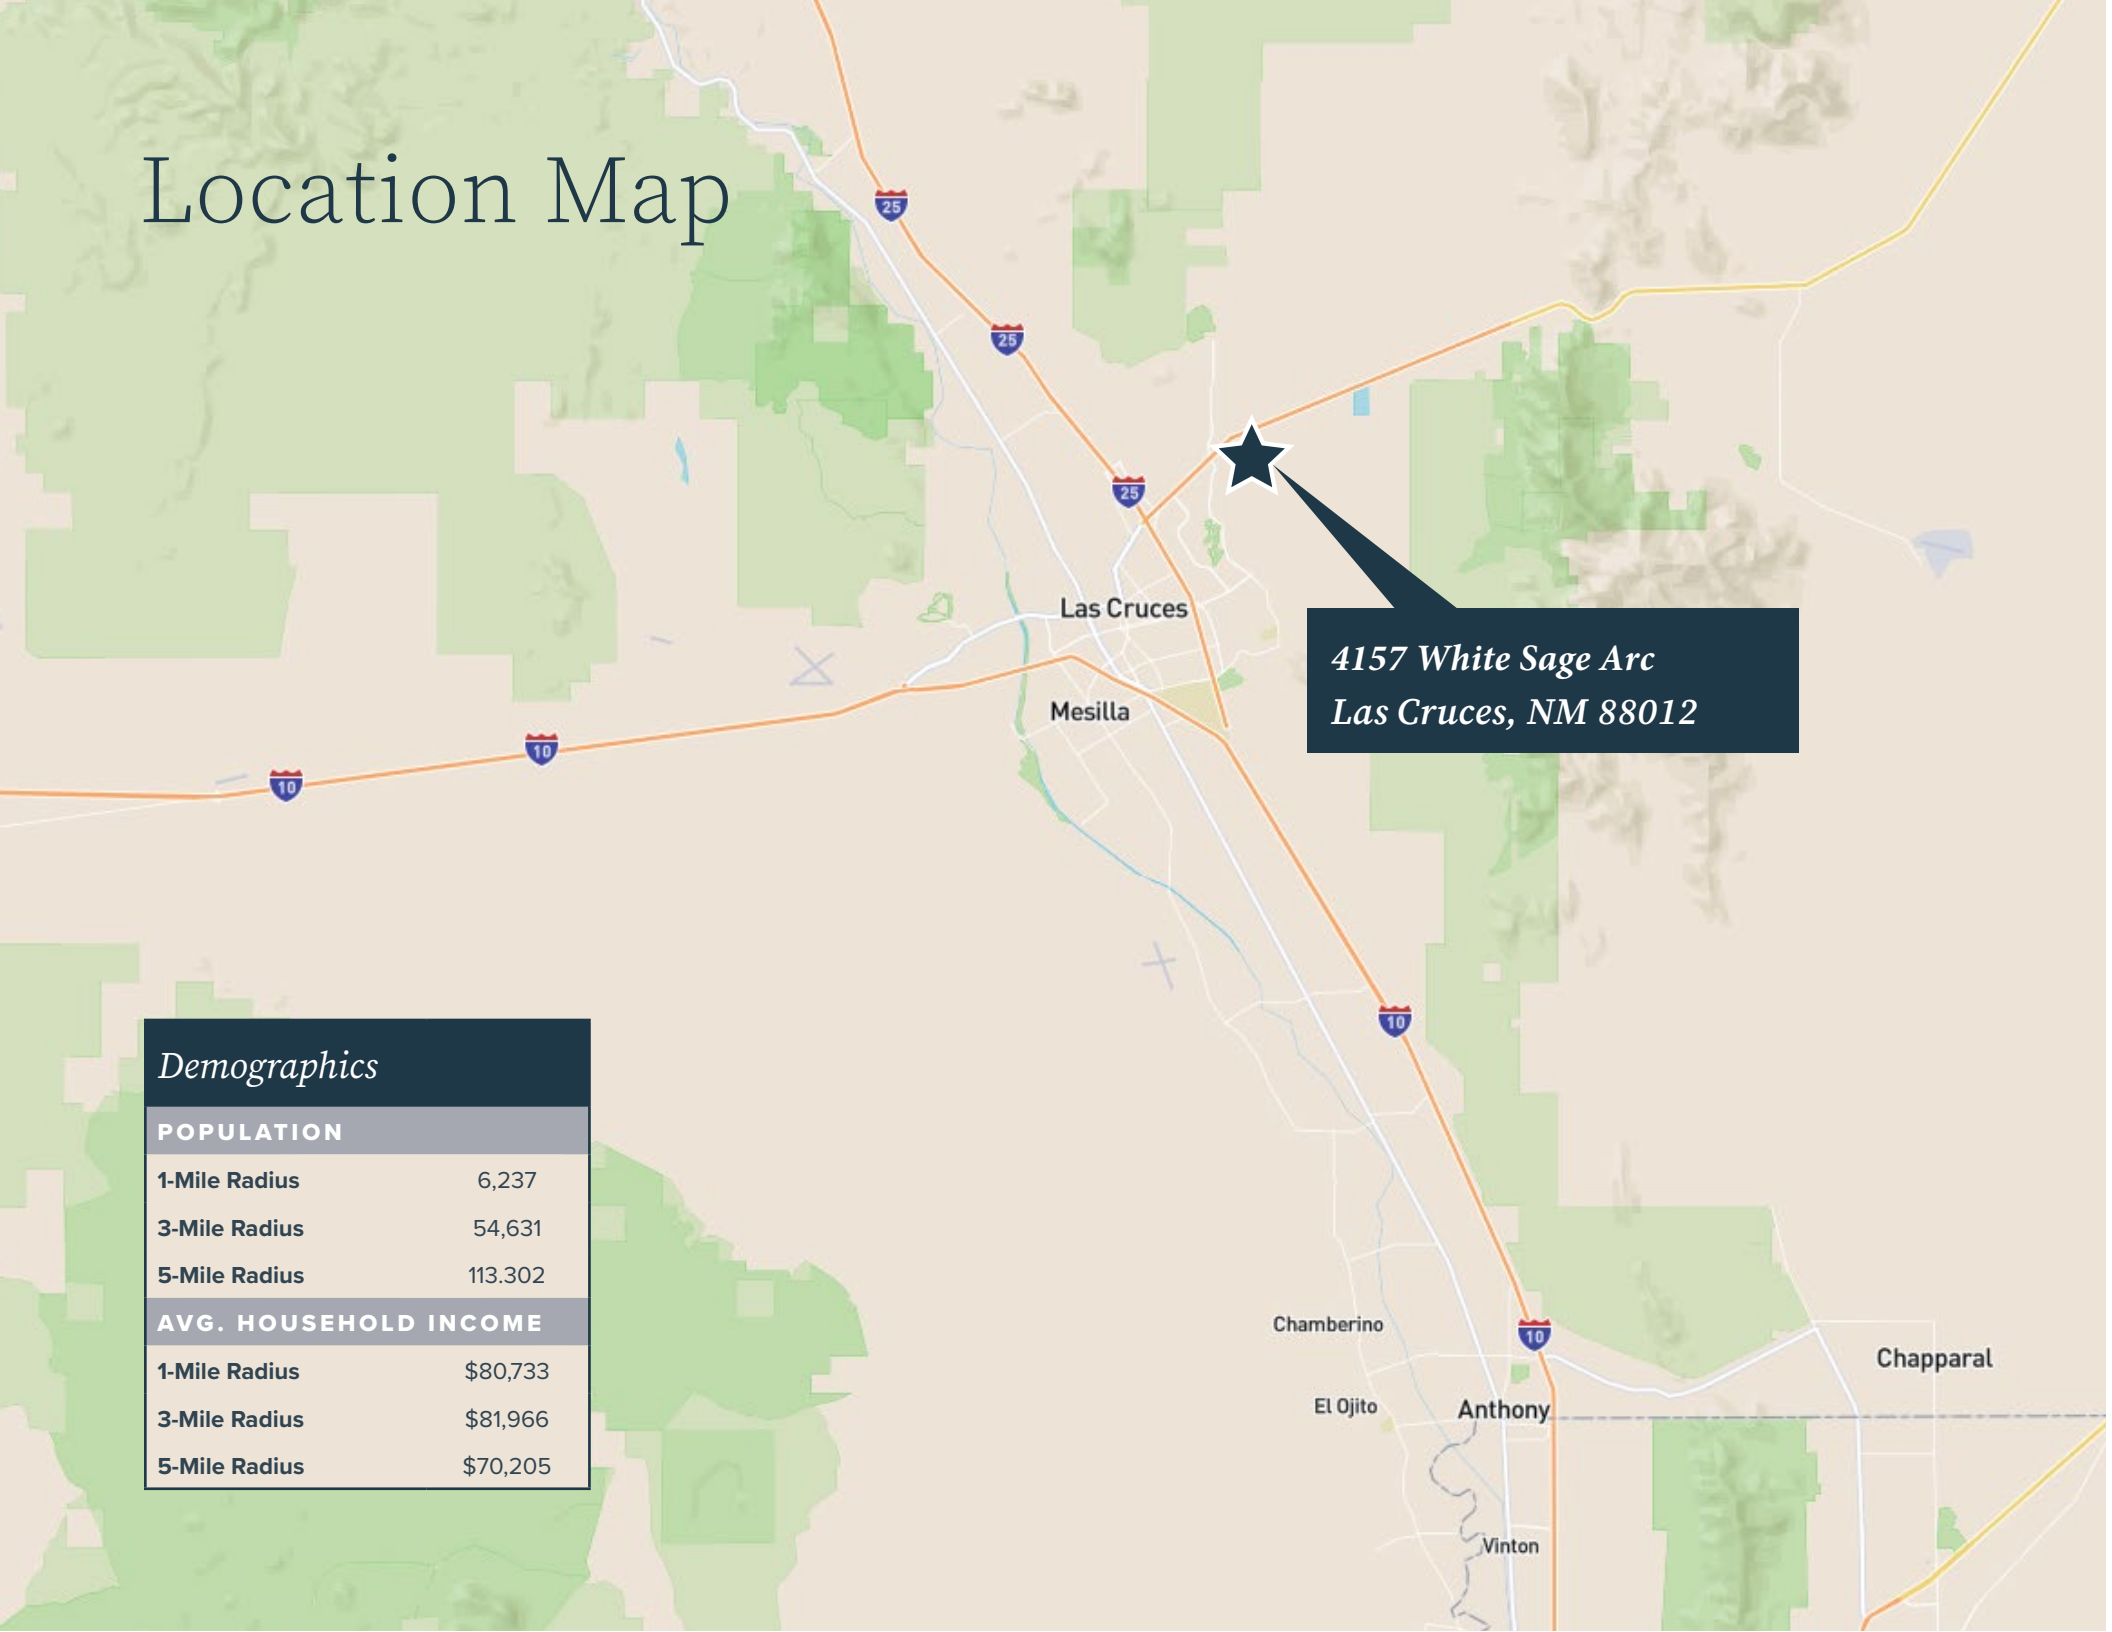 Location Map
25
25
25
Las Cruces
4157 White Sage Arc
Las Cruces, NM 88012
Mesilla
10
10
10
Demographics
POPULATION
1-Mile Radius 6,237
3-Mile Radius 54,631
5-Mile Radius 113.302
AVG. HOUSEHOLD INCOME
1-Mile Radius $80,733
3-Mile Radius $81,966
5-Mile Radius $70,205
Chamberino
10
Chapparal
El Ojito
Anthony
Vinton